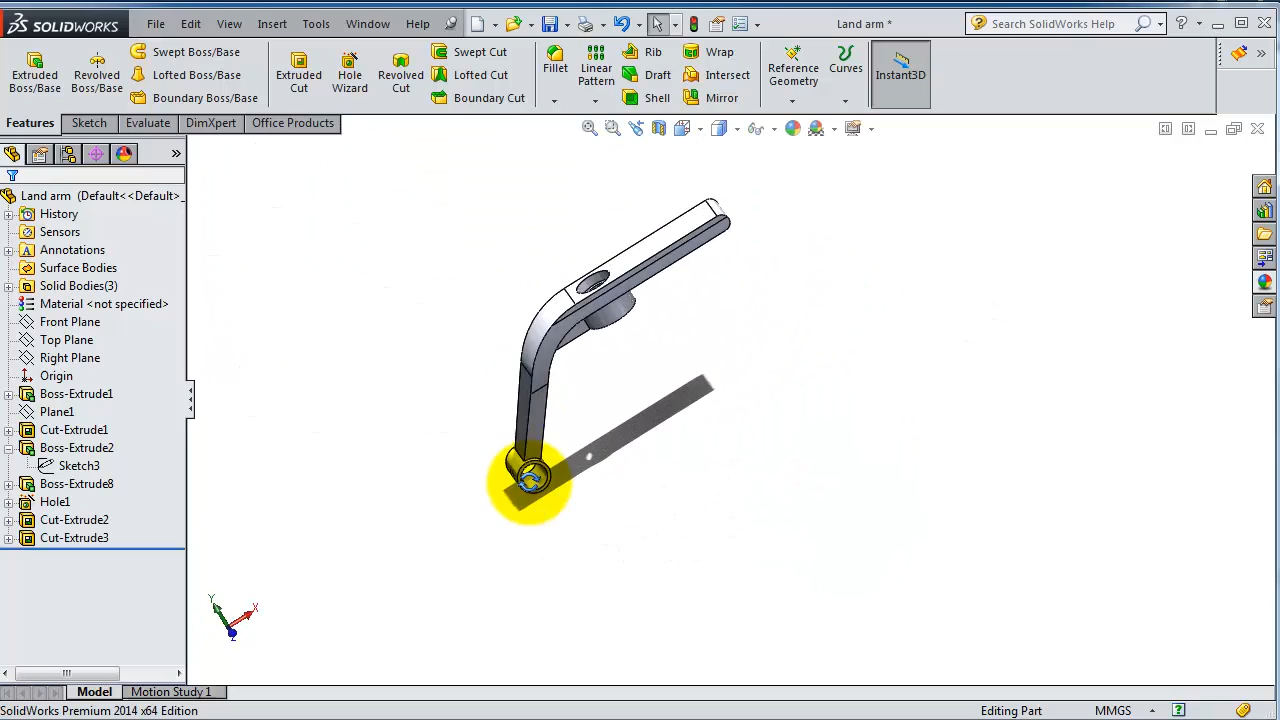 SOLIDWORKS File Edit View Insert Tools Window Help Land arm * Search SolidWorks Help
Extruded Boss/Base
Revolved Boss/Base
Swept Boss/Base
Lofted Boss/Base
Boundary Boss/Base
Extruded Cut
Hole Wizard
Revolved Cut
Swept Cut
Lofted Cut
Boundary Cut
Fillet
Linear Pattern
Rib
Draft
Shell
Wrap
Intersect
Mirror
Reference Geometry
Curves
Instant3D
Features Sketch Evaluate DimXpert Office Products
Land arm (Default<<Default>_
History
Sensors
Annotations
Surface Bodies
Solid Bodies(3)
Material <not specified>
Front Plane
Top Plane
Right Plane
Origin
Boss-Extrude1
Plane1
Cut-Extrude1
Boss-Extrude2
Sketch3
Boss-Extrude8
Hole1
Cut-Extrude2
Cut-Extrude3
Y X
Z
Model Motion Study 1
SolidWorks Premium 2014 x64 Edition Editing Part MMGS